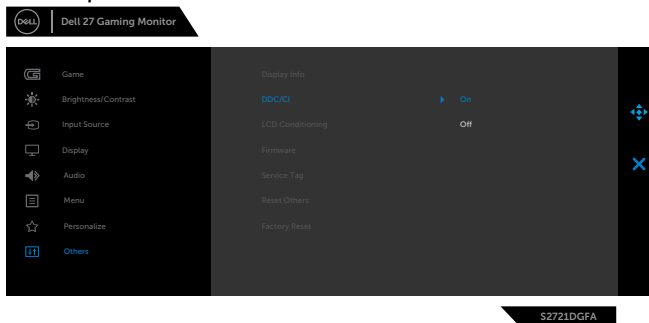 DELL
Dell 27 Gaming Monitor
Game
Display Info
Brightness/Contrast
DDC/CI
On
Input Source
LCD Conditioning
Off
Display
Firmware
Audio
Service Tag
Menu
Reset Others
Personalize
Factory Reset
Others
S2721DGFA